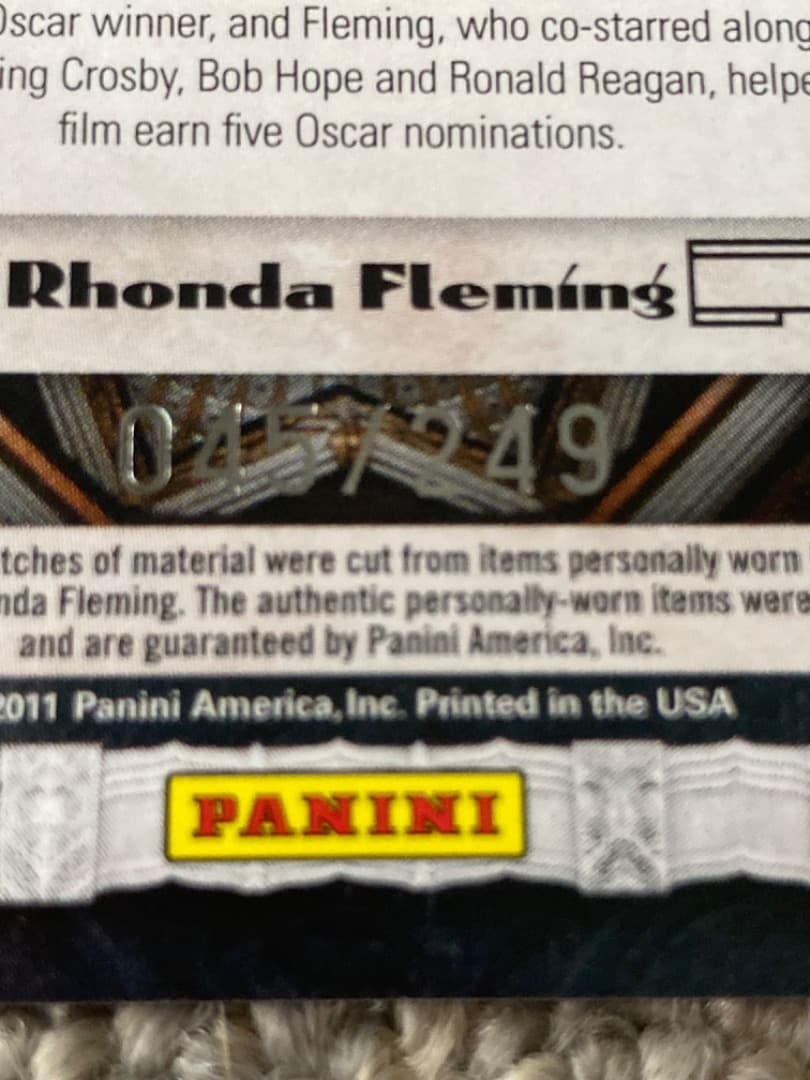 Oscar winner, and Fleming, who co-starred along
ing Crosby, Bob Hope and Ronald Reagan, helpe
film earn five Oscar nominations.
Rhonda Fleming
045/249
tches of material were cut from items personally worn
nda Fleming. The authentic personally-worn items were
and are guaranteed by Panini America, Inc.
2011 Panini America, Inc. Printed in the USA
PANINI